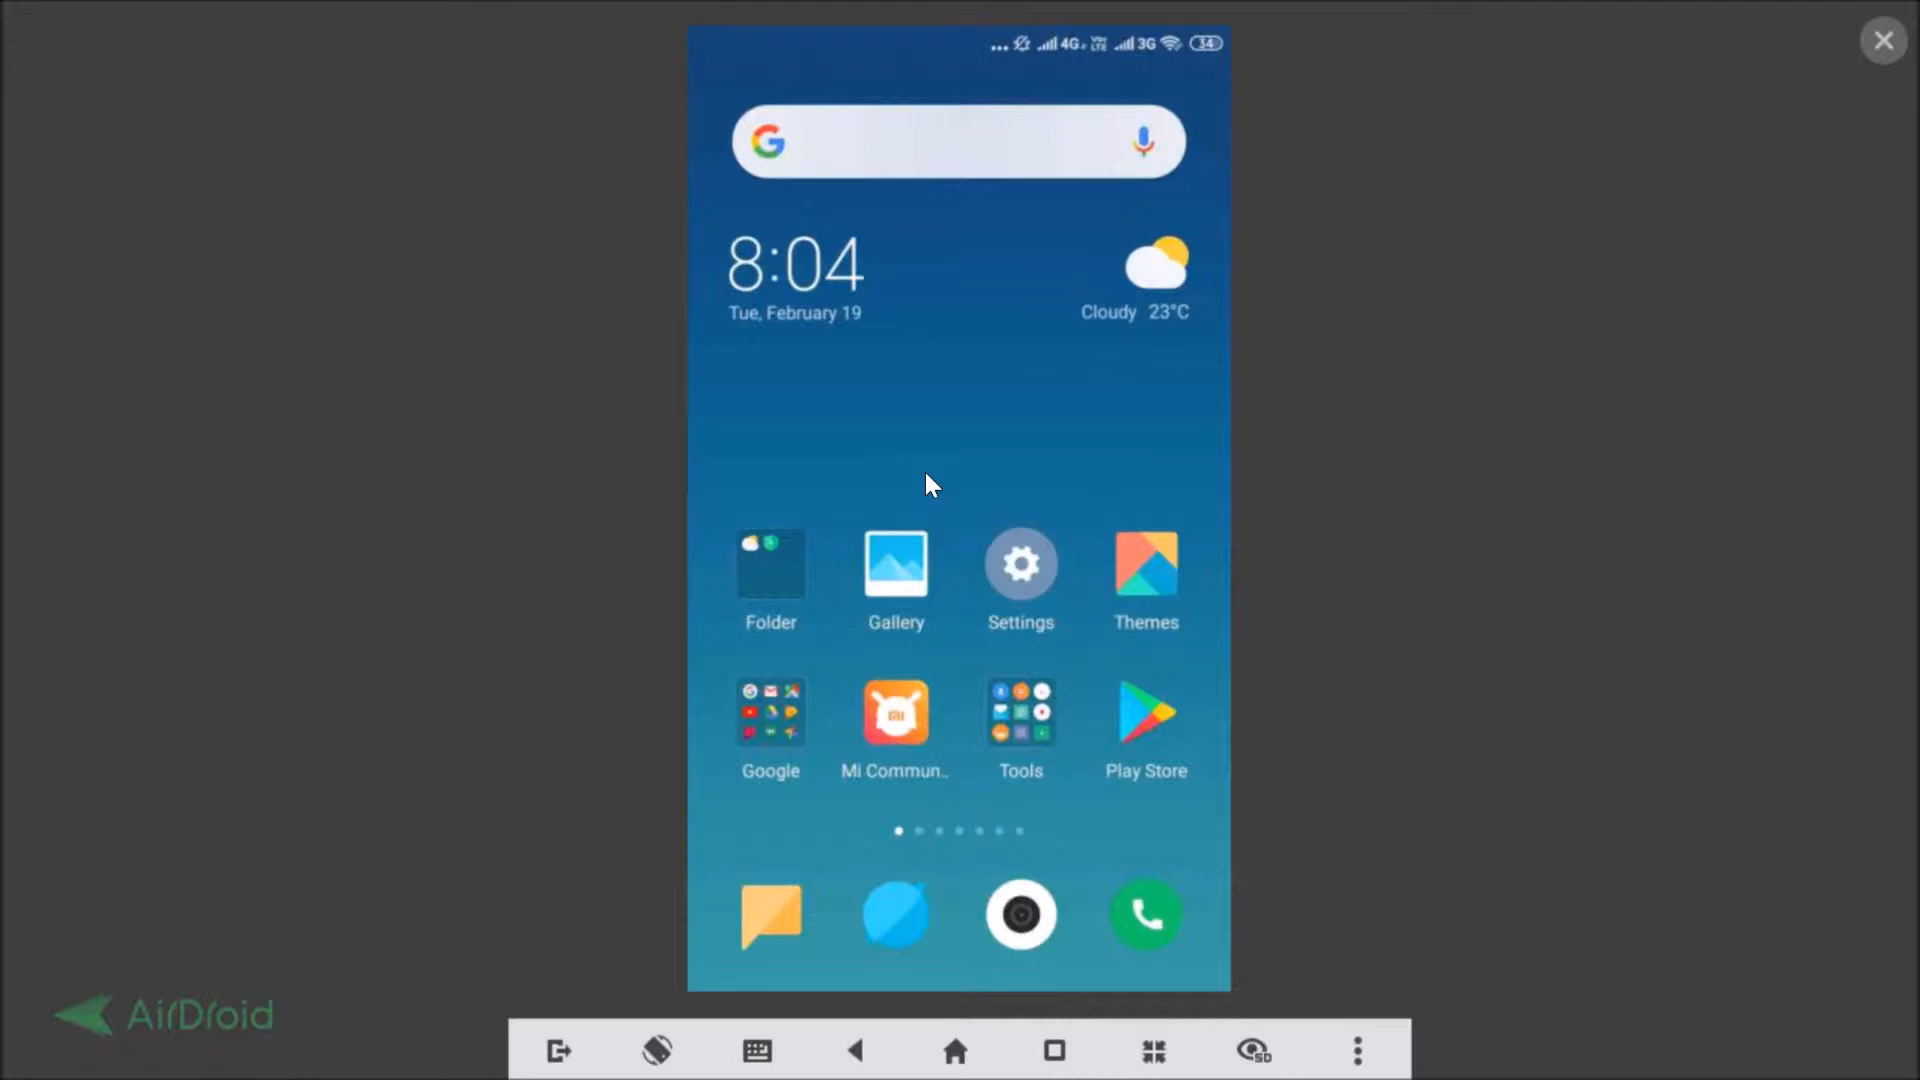 4G 3G 34
8:04
Tue, February 19
Cloudy 23°C
Folder Gallery Settings Themes
Google Mi Commun.. Tools Play Store
AirDroid
SD